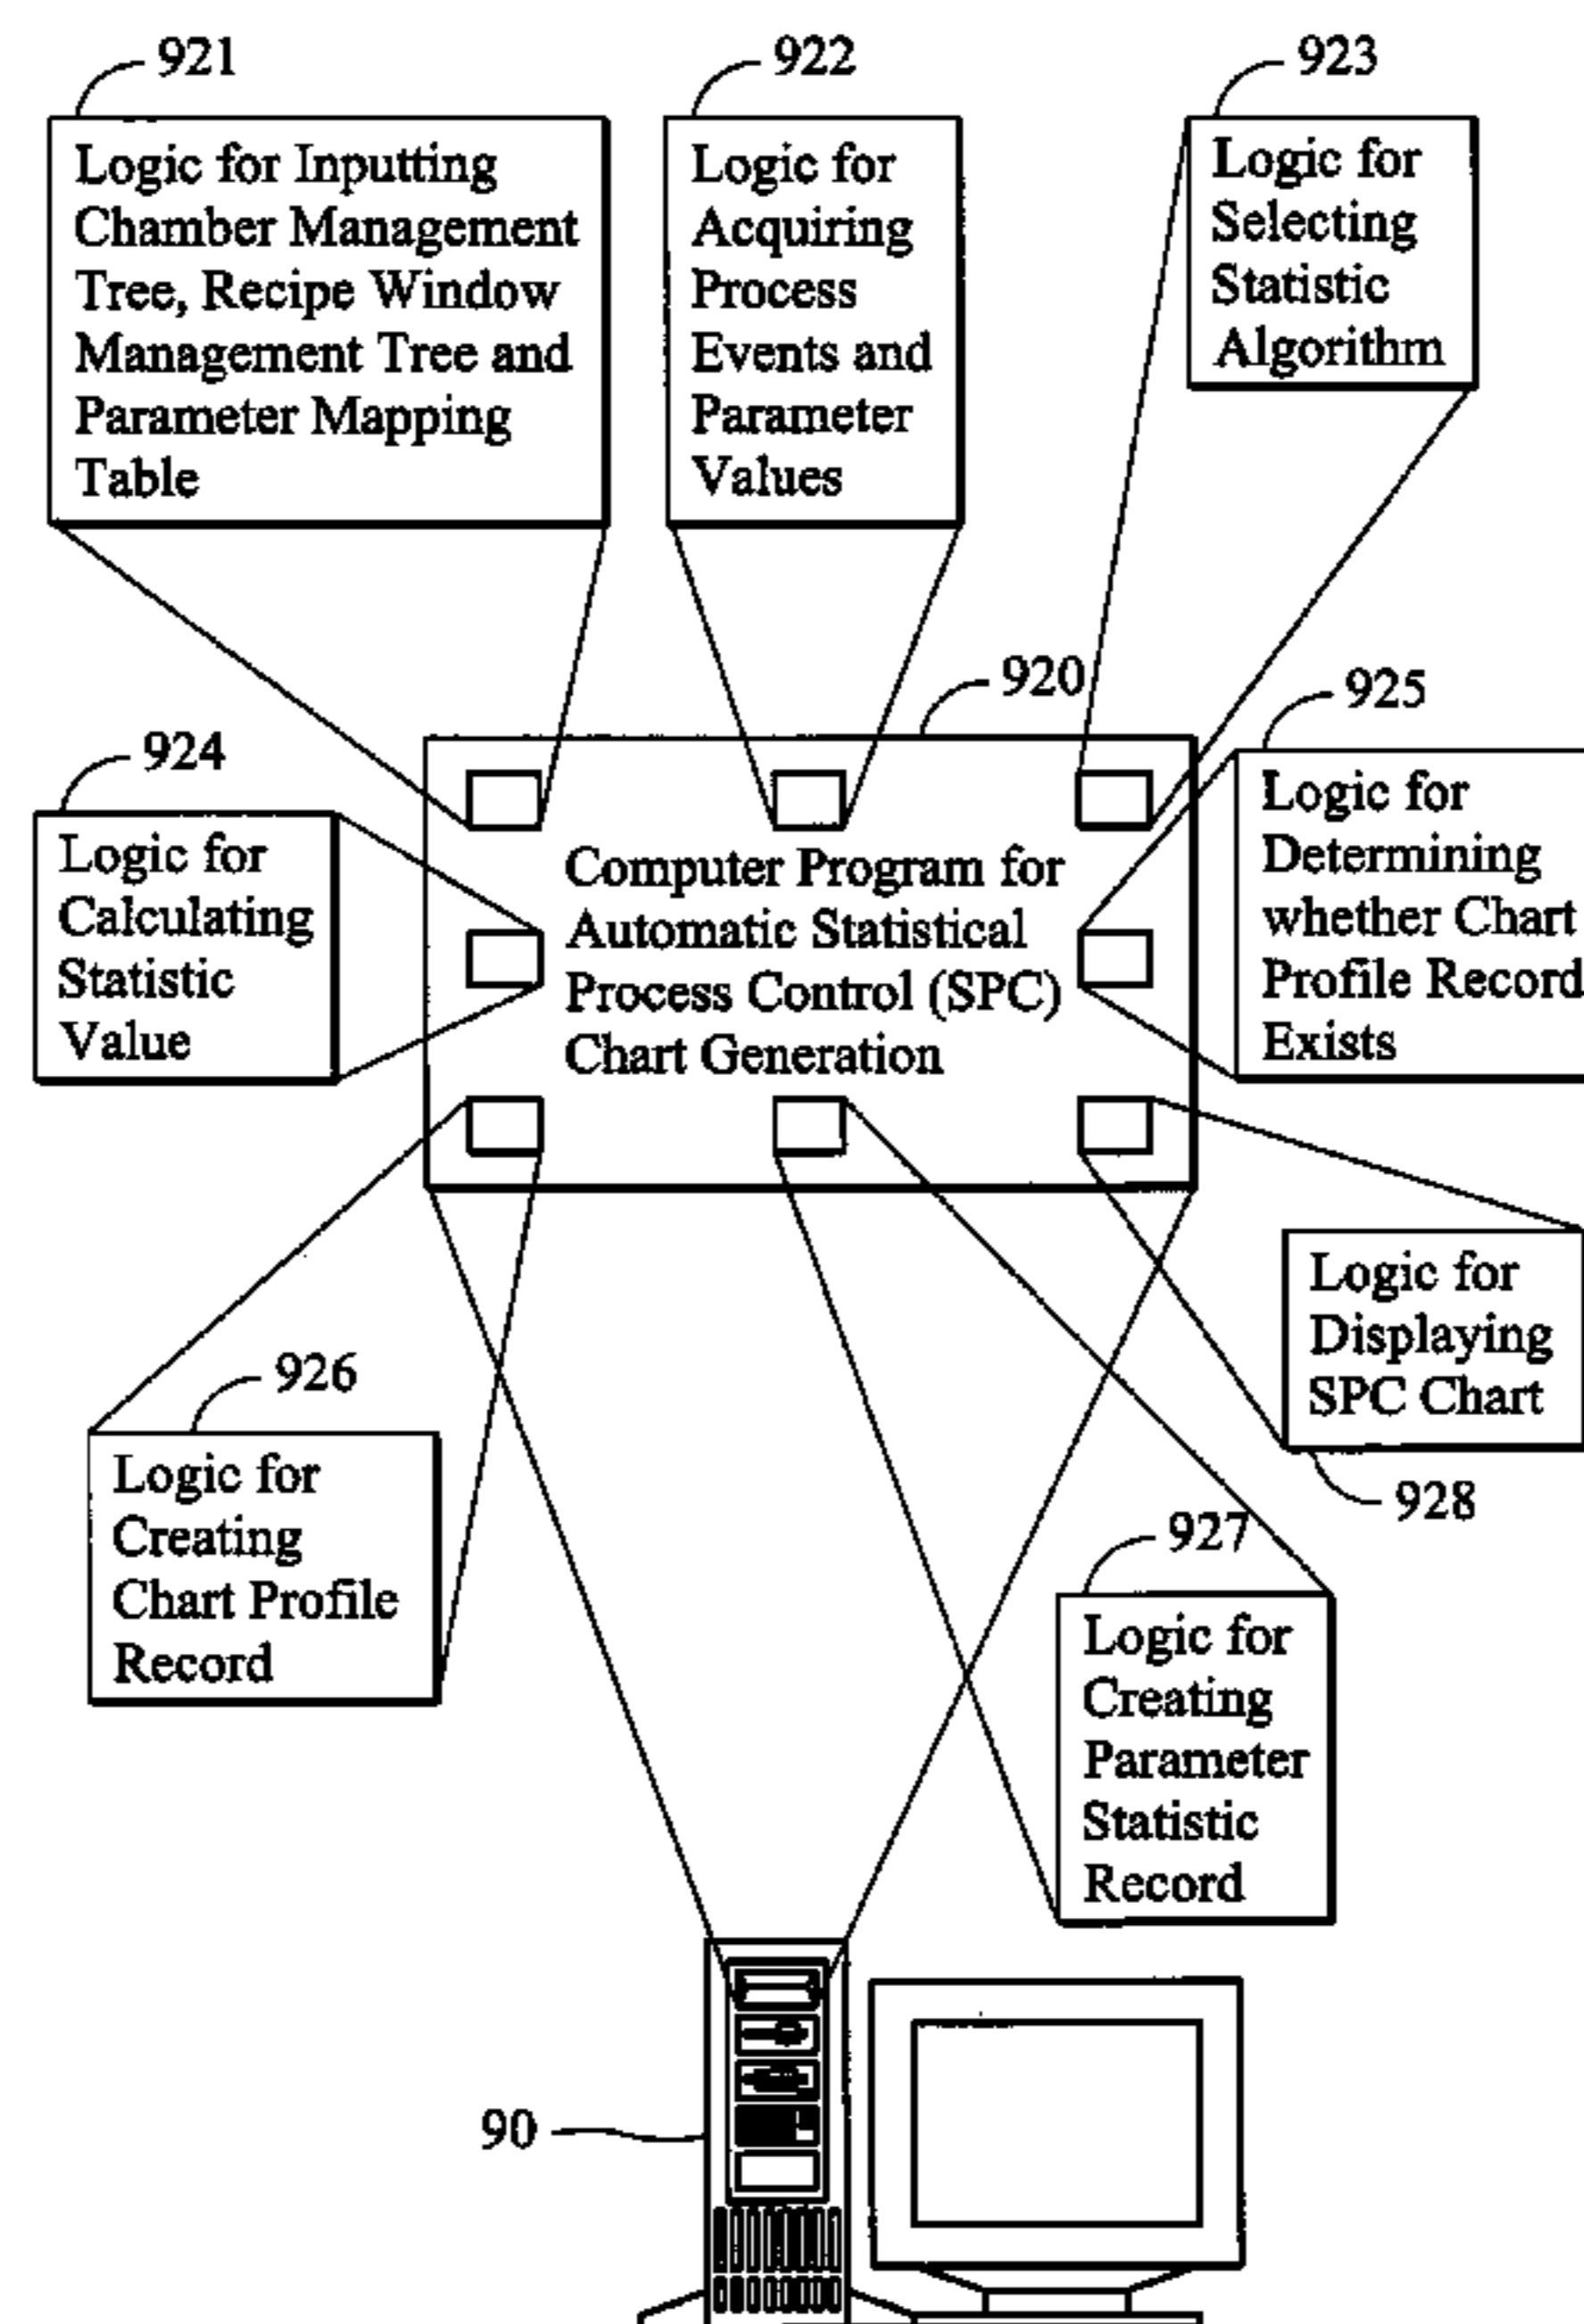 921
Logic for Inputting
Chamber Management
Tree, Recipe Window
Management Tree and
Parameter Mapping
Table
922
Logic for
Acquiring
Process
Events and
Parameter
Values
923
Logic for
Selecting
Statistic
Algorithm
920
Computer Program for
Automatic Statistical
Process Control (SPC)
Chart Generation
924
Logic for
Calculating
Statistic
Value
925
Logic for
Determining
whether Chart
Profile Record
Exists
926
Logic for
Creating
Chart Profile
Record
Logic for
Displaying
SPC Chart
928
927
Logic for
Creating
Parameter
Statistic
Record
90